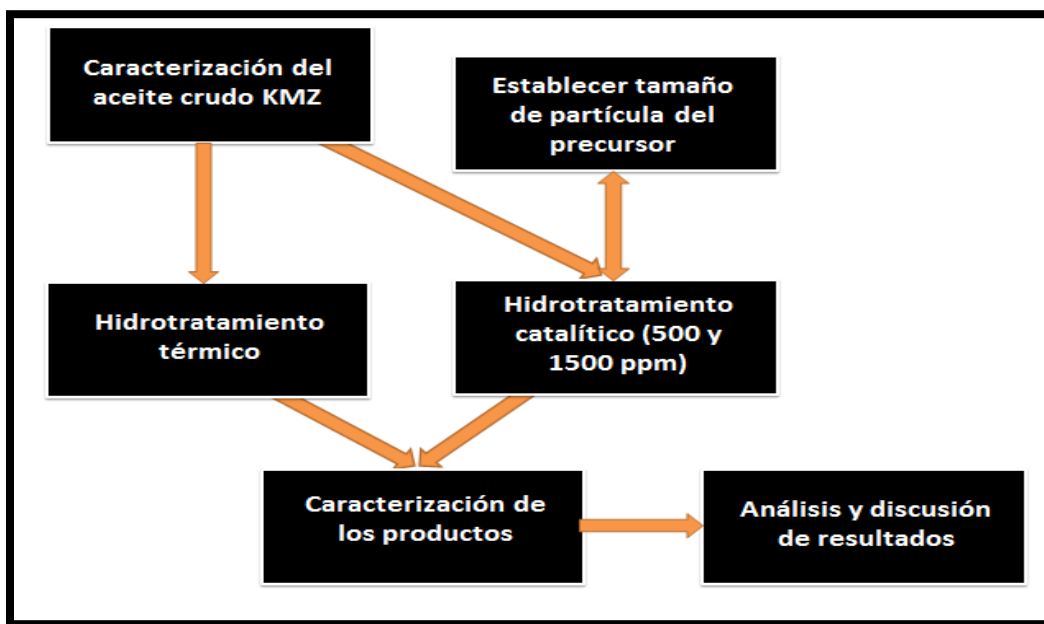 Caracterización del
aceite crudo KMZ
Establecer tamaño
de partícula del
precursor
Hidrotratamiento
térmico
Hidrotratamiento
catalítico (500 y
1500 ppm)
Caracterización de
los productos
Análisis y discusión
de resultados